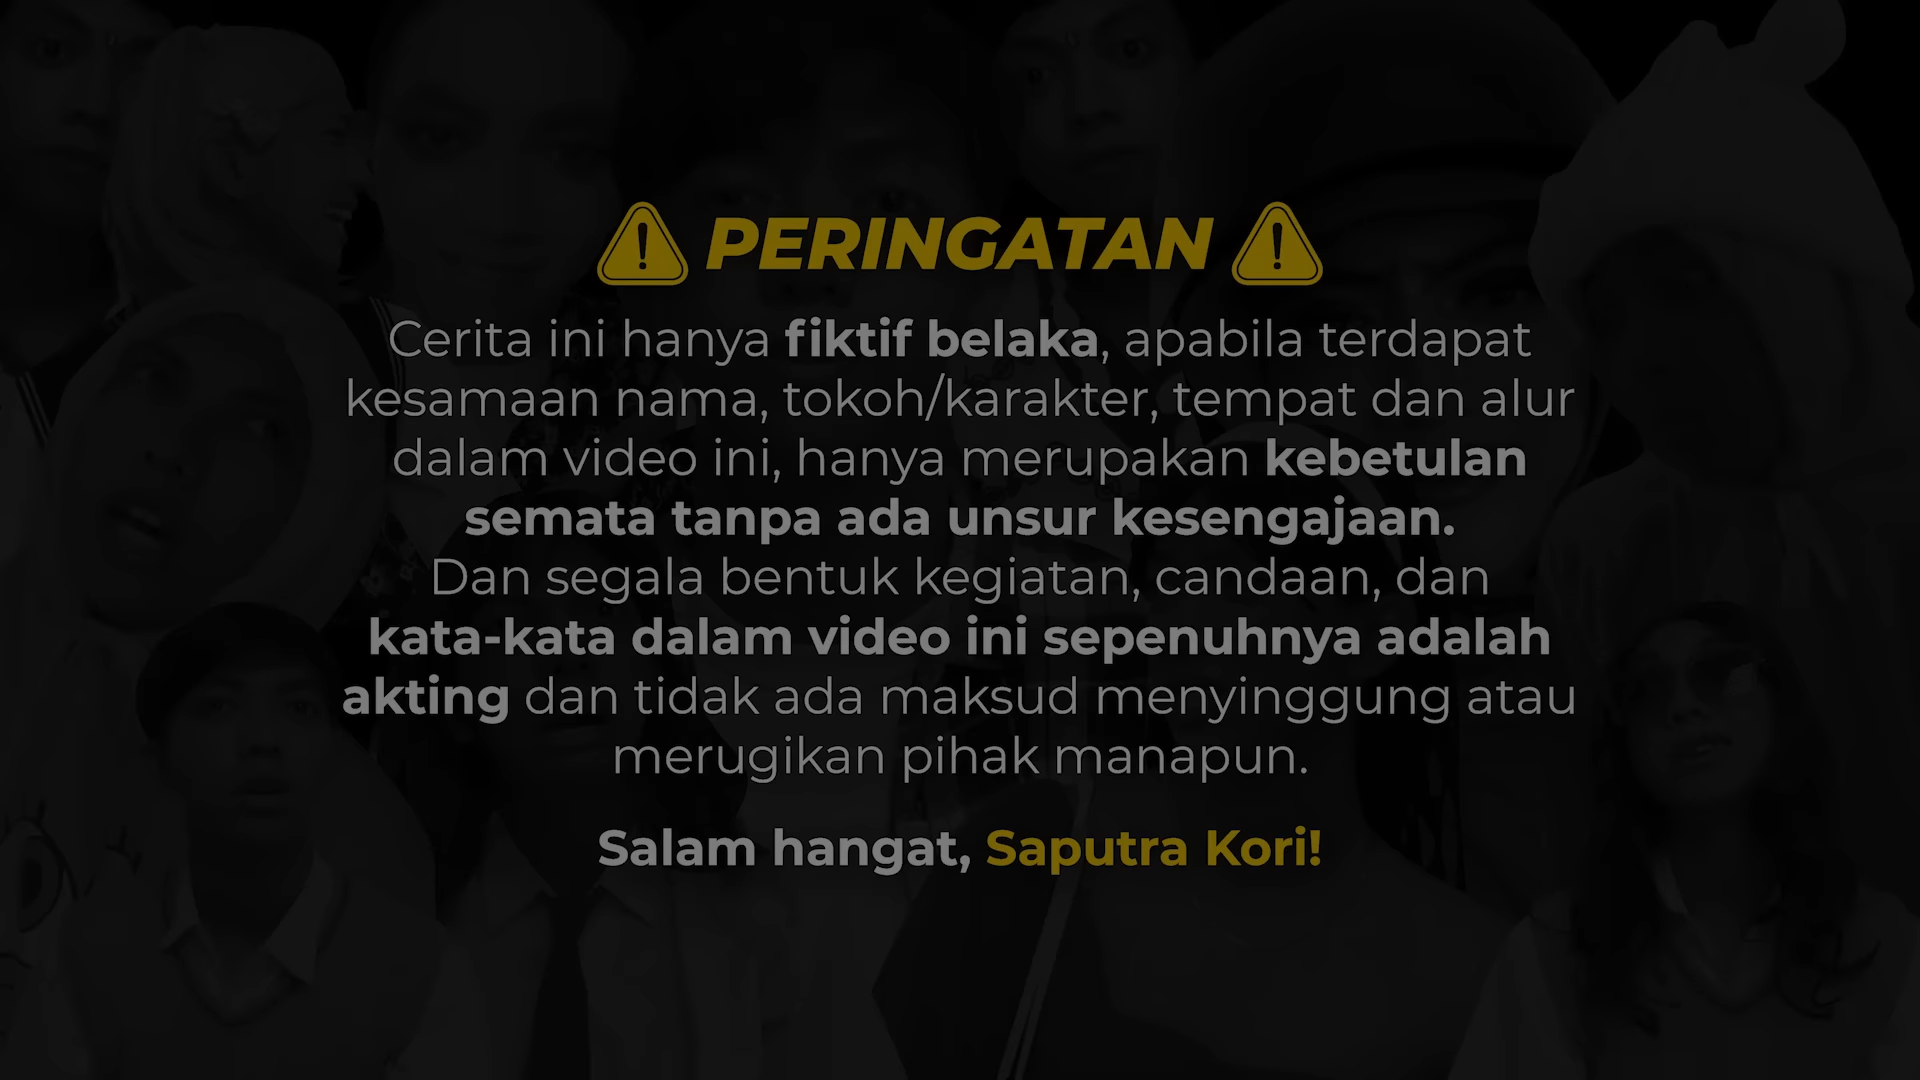 PERINGATAN
Cerita ini hanya fiktif belaka, apabila terdapat
kesamaan nama, tokoh/karakter, tempat dan alur
dalam video ini, hanya merupakan kebetulan
semata tanpa ada unsur kesengajaan.
Dan segala bentuk kegiatan, candaan, dan
kata-kata dalam video ini sepenuhnya adalah
akting dan tidak ada maksud menyinggung atau
merugikan pihak manapun.
Salam hangat, Saputra Kori!